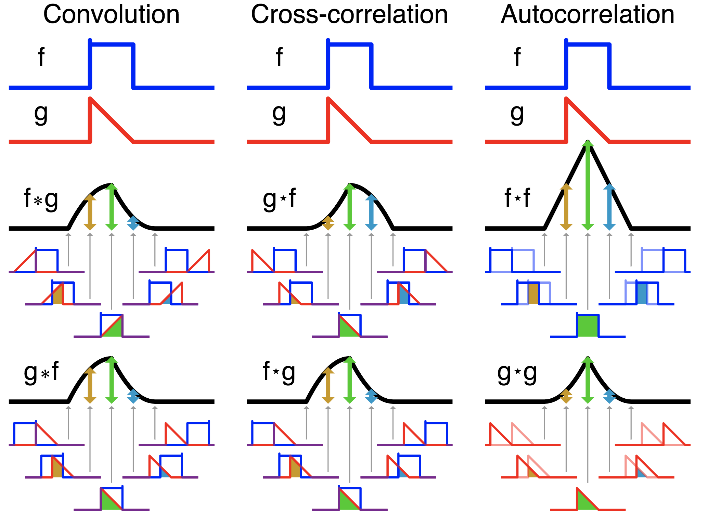 Convolution Cross-correlation Autocorrelation
f f f
g g g
f∗g g⋆f f⋆f
g∗f f⋆g g⋆g